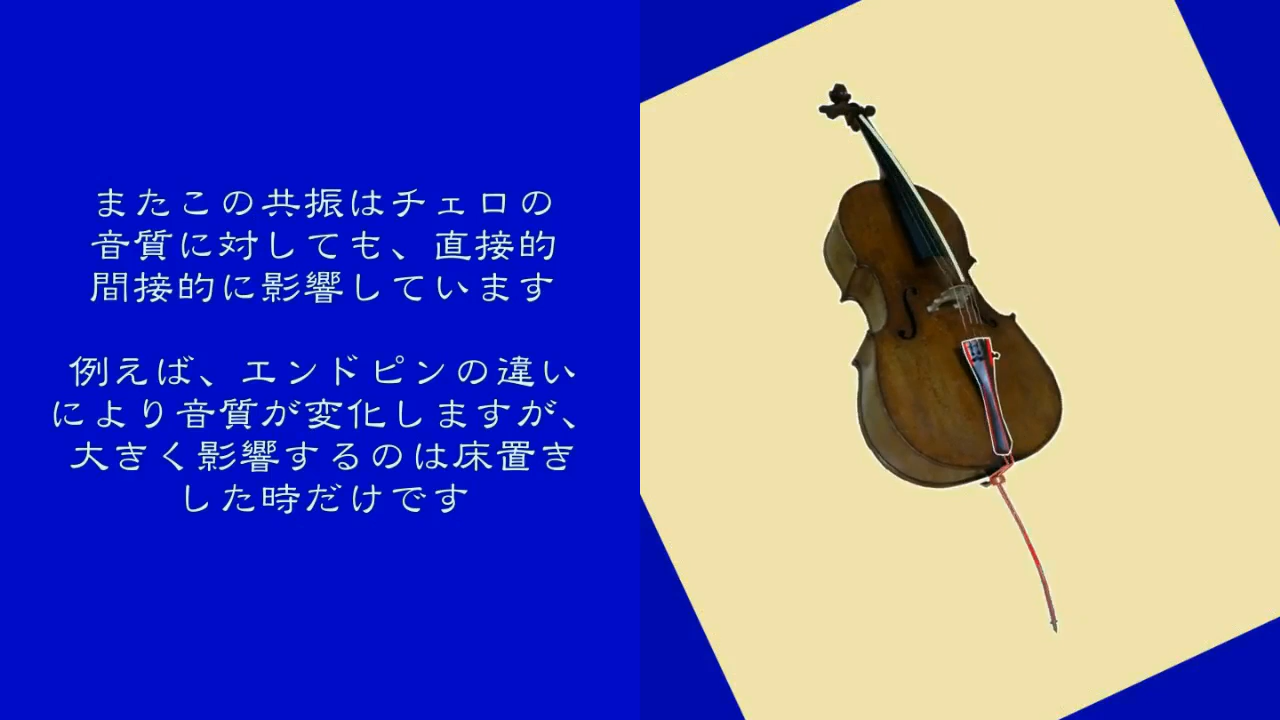 またこの共振はチェロの
音質に対しても、直接的
間接的に影響しています
例えば、エンドピンの違い
により音質が変化しますが、
大きく影響するのは床置き
した時だけです